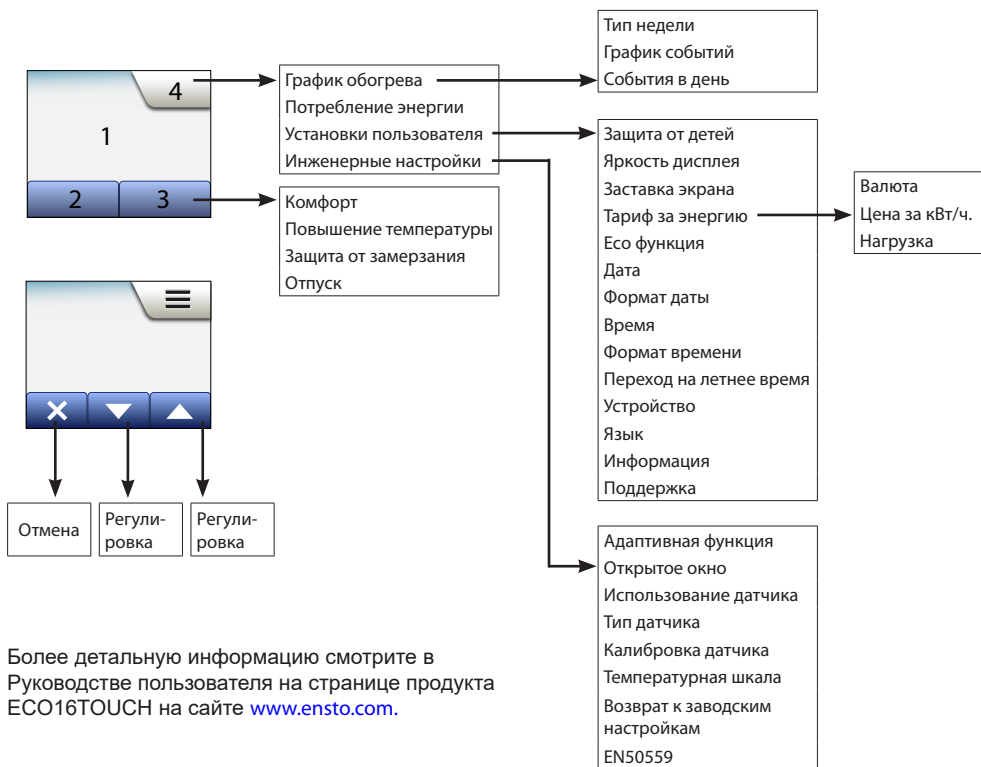 Тип недели
График событий
События в день
4
1
2
3
График обогрева
Потребление энергии
Установки пользователя
Инженерные настройки
Комфорт
Повышение температуры
Защита от замерзания
Отпуск
Защита от детей
Яркость дисплея
Заставка экрана
Тариф за энергию
Eco функция
Дата
Формат даты
Время
Формат времени
Переход на летнее время
Устройство
Язык
Информация
Поддержка
Валюта
Цена за кВт/ч.
Нагрузка
Отмена
Регули-
ровка
Регули-
ровка
Адаптивная функция
Открытое окно
Использование датчика
Тип датчика
Калибровка датчика
Температурная шкала
Возврат к заводским
настройкам
EN50559
Более детальную информацию смотрите в
Руководстве пользователя на странице продукта
ECO16TOUCH на сайте www.ensto.com.